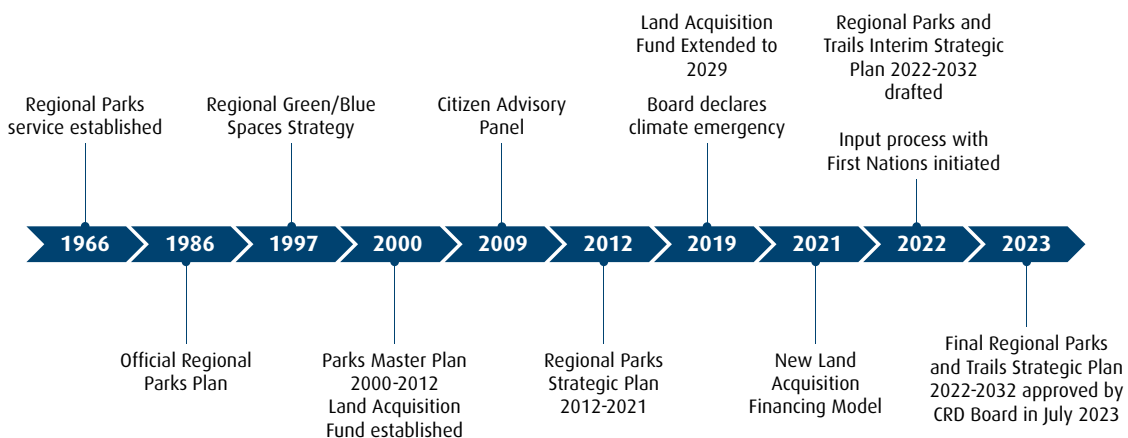 Regional Parks
service established
Regional Green/Blue
Spaces Strategy
Citizen Advisory
Panel
Land Acquisition
Fund Extended to
2029
Board declares
climate emergency
Regional Parks and
Trails Interim Strategic
Plan 2022-2032
drafted
Input process with
First Nations initiated
1966
1986
1997
2000
2009
2012
2019
2021
2022
2023
Official Regional
Parks Plan
Parks Master Plan
2000-2012
Land Acquisition
Fund established
Regional Parks
Strategic Plan
2012-2021
New Land
Acquisition
Financing Model
Final Regional Parks
and Trails Strategic Plan
2022-2032 approved by
CRD Board in July 2023